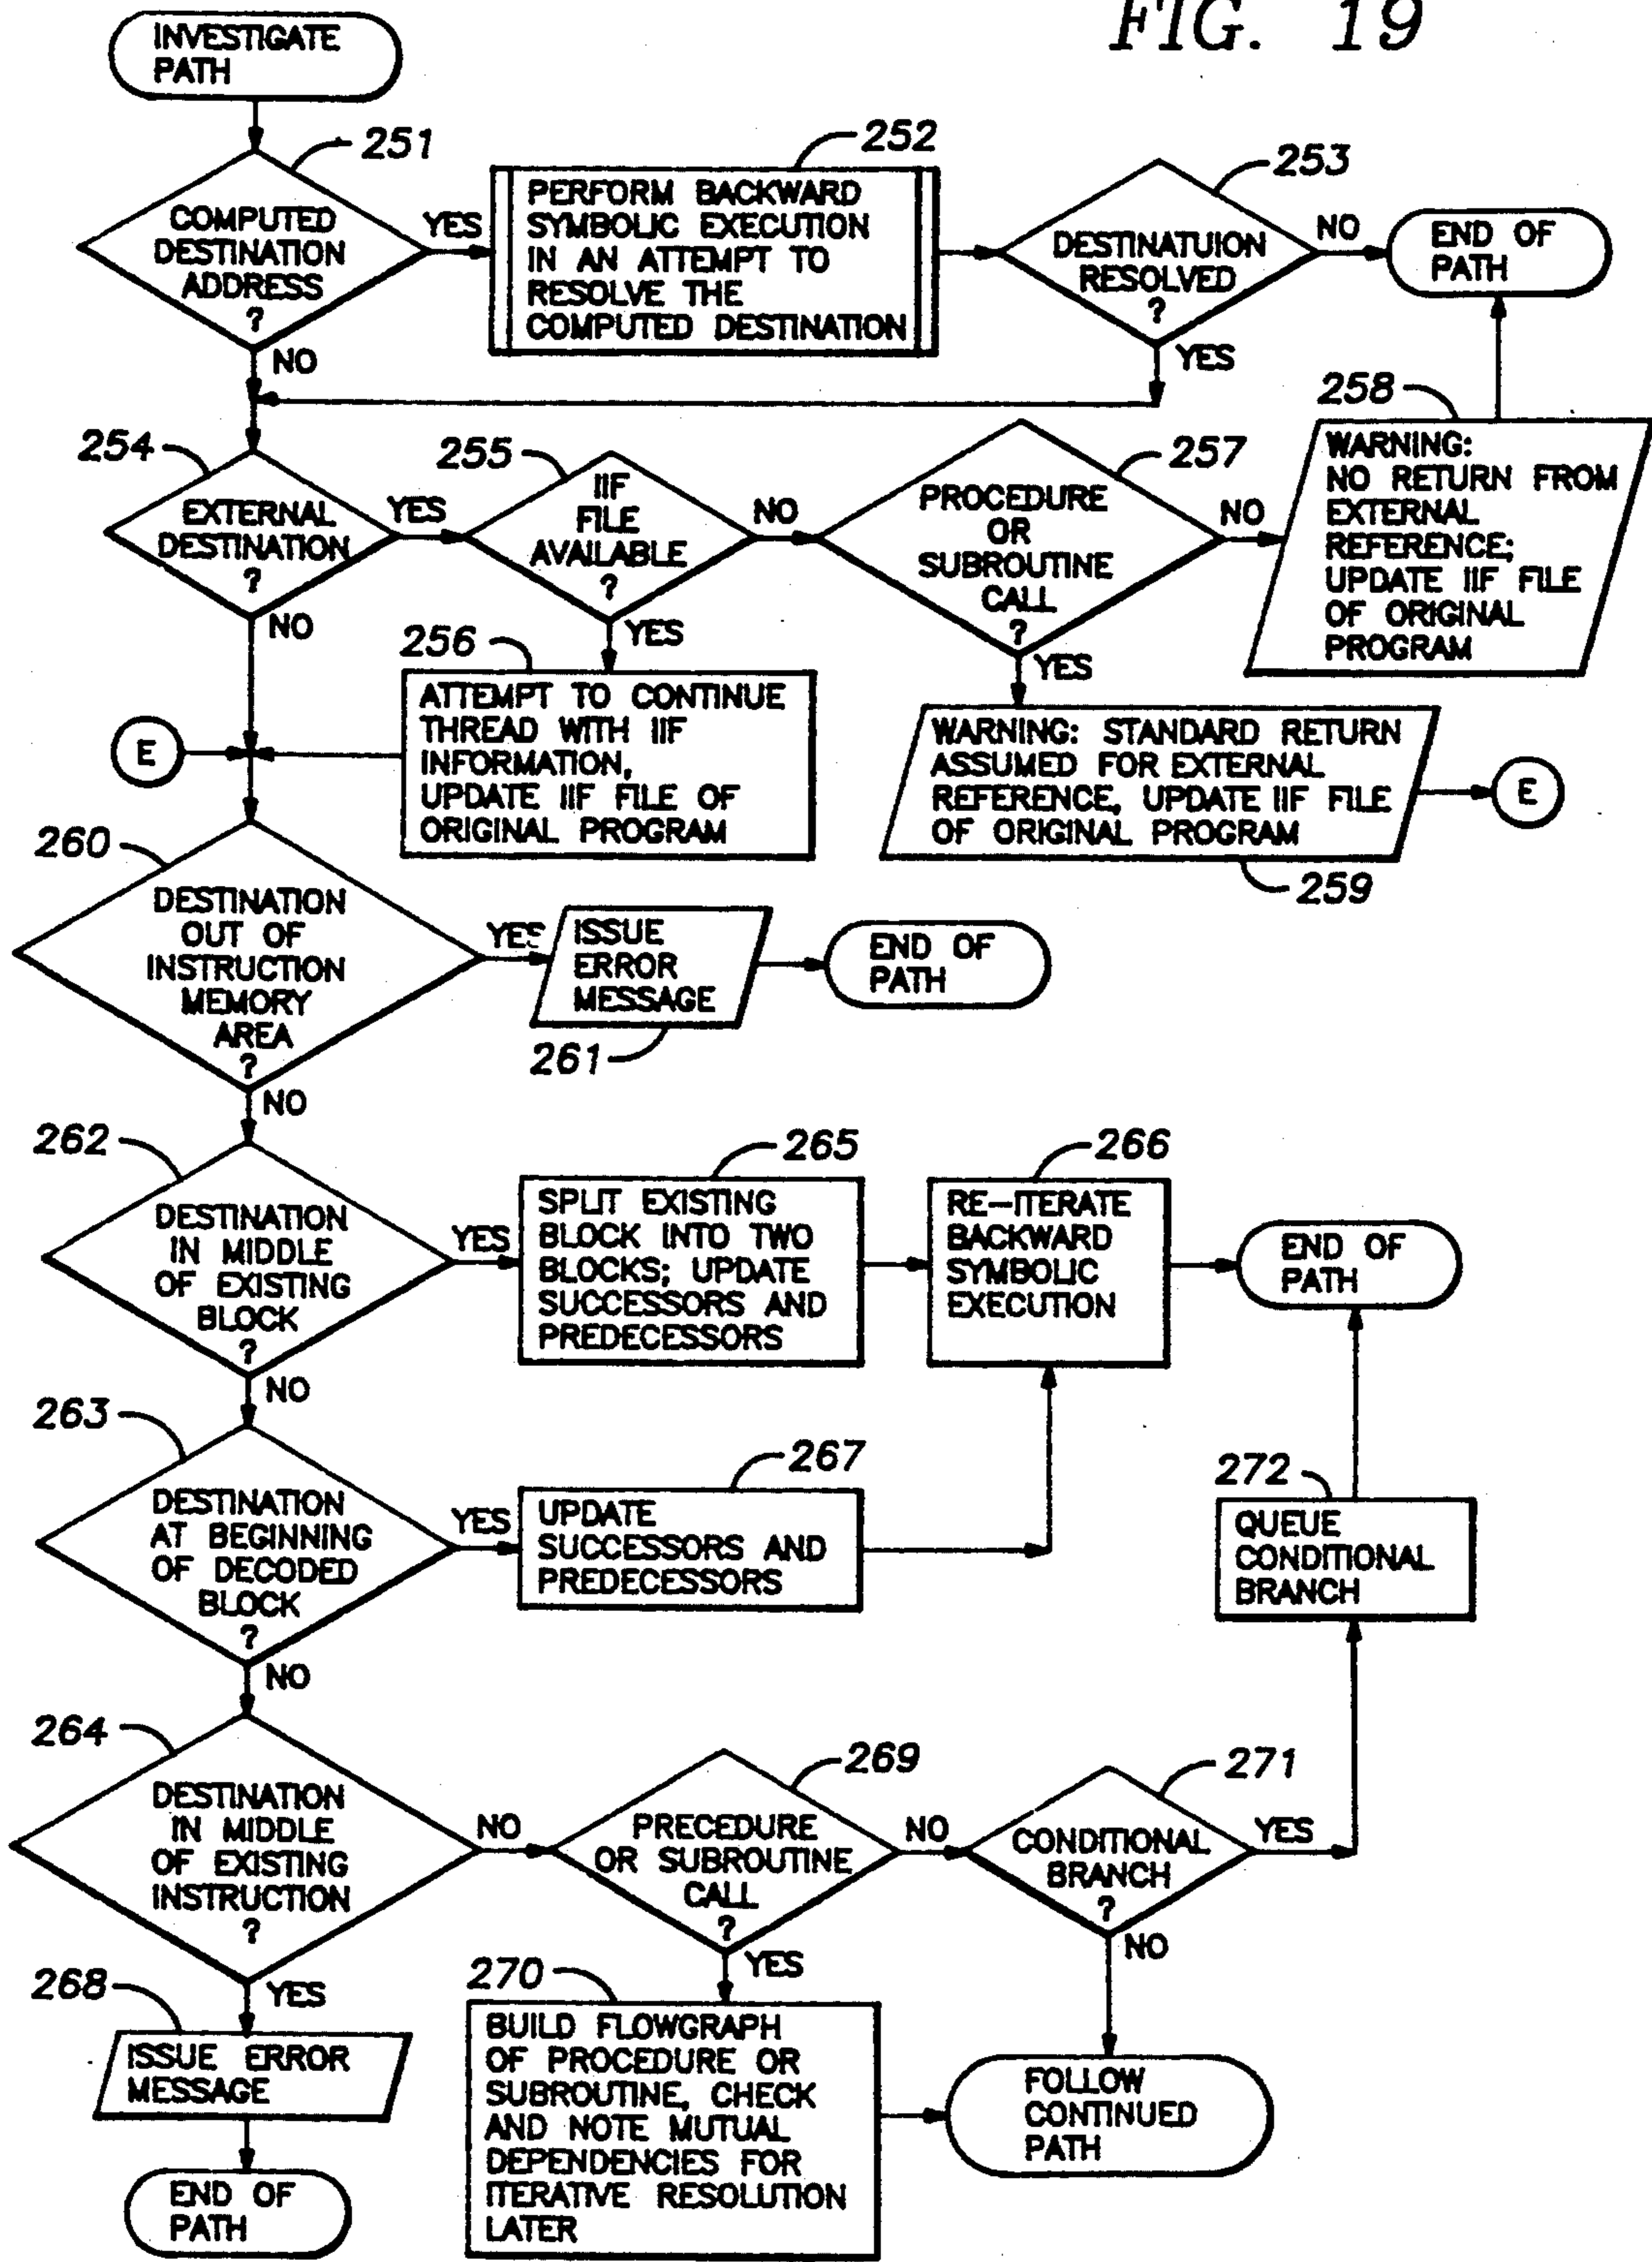 FIG. 19
INVESTIGATE
PATH
251
COMPUTED
DESTINATION
ADDRESS
?
YES
NO
252
PERFORM BACKWARD
SYMBOLIC EXECUTION
IN AN ATTEMPT TO
RESOLVE THE
COMPUTED DESTINATION
253
DESTINATUION
RESOLVED
?
NO
YES
END OF
PATH
254
EXTERNAL
DESTINATION
?
YES
NO
255
IIF
FILE
AVAILABLE
?
NO
YES
257
PROCEDURE
OR
SUBROUTINE
CALL
?
NO
YES
258
WARNING:
NO RETURN FROM
EXTERNAL
REFERENCE;
UPDATE IIF FILE
OF ORIGINAL
PROGRAM
256
ATTEMPT TO CONTINUE
THREAD WITH IIF
INFORMATION,
UPDATE IIF FILE OF
ORIGINAL PROGRAM
WARNING: STANDARD RETURN
ASSUMED FOR EXTERNAL
REFERENCE, UPDATE IIF FILE
OF ORIGINAL PROGRAM
259
E
E
260
DESTINATION
OUT OF
INSTRUCTION
MEMORY
AREA
?
YES
NO
ISSUE
ERROR
MESSAGE
261
END OF
PATH
262
DESTINATION
IN MIDDLE
OF EXISTING
BLOCK
?
YES
NO
265
SPLIT EXISTING
BLOCK INTO TWO
BLOCKS; UPDATE
SUCCESSORS AND
PREDECESSORS
266
RE-ITERATE
BACKWARD
SYMBOLIC
EXECUTION
END OF
PATH
263
DESTINATION
AT BEGINNING
OF DECODED
BLOCK
?
YES
NO
267
UPDATE
SUCCESSORS AND
PREDECESSORS
272
QUEUE
CONDITIONAL
BRANCH
264
DESTINATION
IN MIDDLE
OF EXISTING
INSTRUCTION
?
NO
YES
269
PRECEDURE
OR SUBROUTINE
CALL
?
NO
YES
271
CONDITIONAL
BRANCH
?
YES
NO
268
ISSUE ERROR
MESSAGE
END OF
PATH
270
BUILD FLOWGRAPH
OF PROCEDURE OR
SUBROUTINE, CHECK
AND NOTE MUTUAL
DEPENDENCIES FOR
ITERATIVE RESOLUTION
LATER
FOLLOW
CONTINUED
PATH